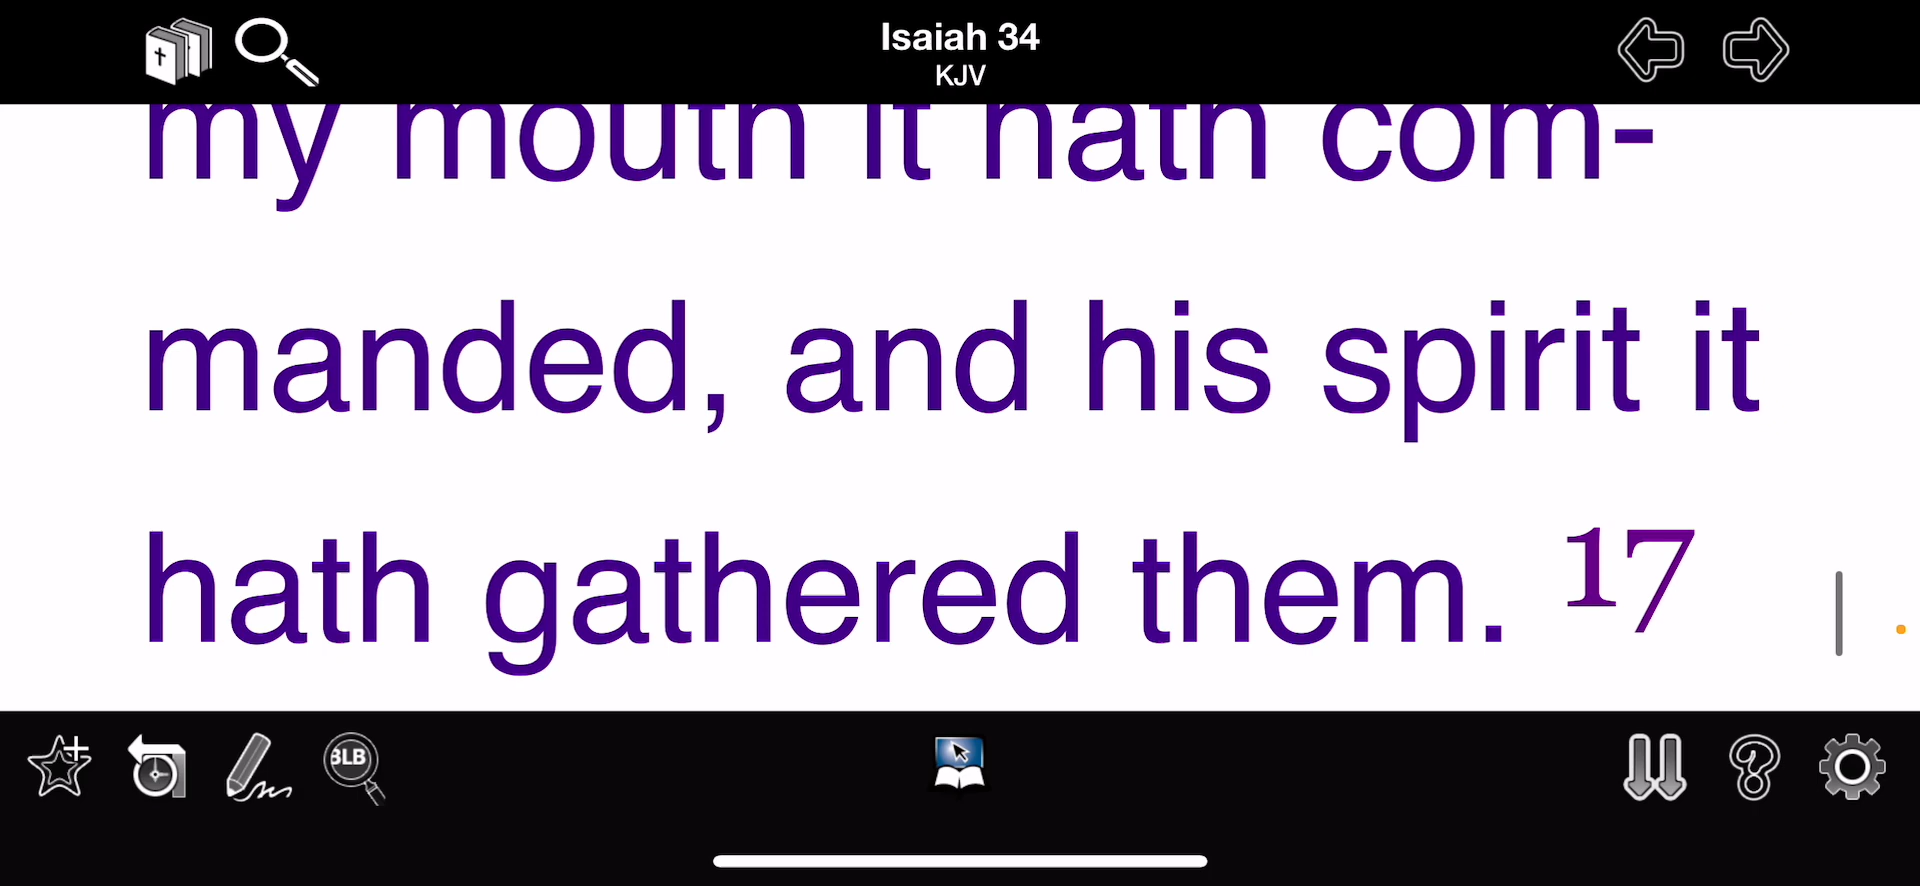 Isaiah 34
KJV
my mouth it hath com-
manded, and his spirit it
hath gathered them. 17
BLB